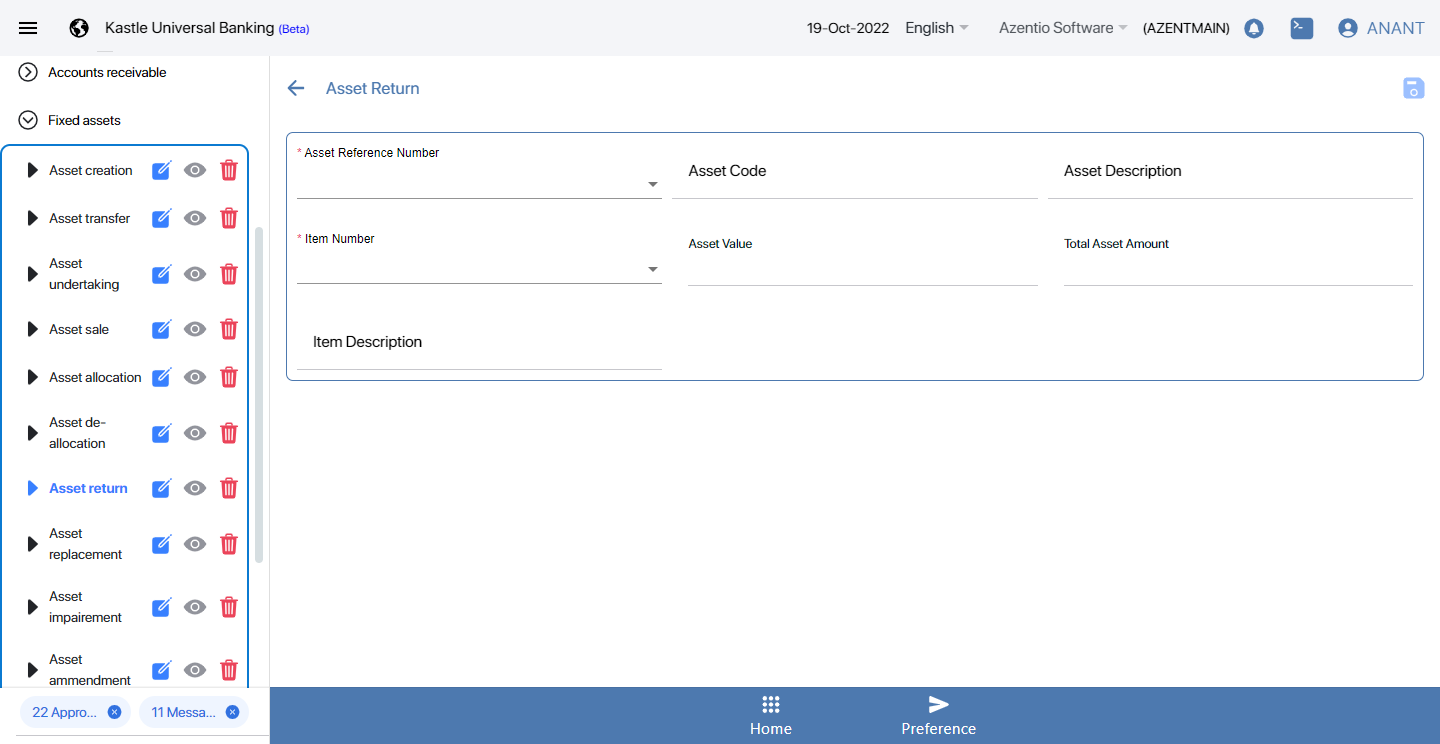 Kastle Universal Banking (Beta)
19-Oct-2022
English
Azentio Software
(AZENTMAIN)
ANANT
Accounts receivable
Fixed assets
Asset creation
Asset transfer
Asset
undertaking
Asset sale
Asset allocation
Asset de-
allocation
Asset return
Asset
replacement
Asset
impairement
Asset
ammendment
22 Appro...
11 Messa...
Asset Return
* Asset Reference Number
Asset Code
Asset Description
* Item Number
Asset Value
Total Asset Amount
Item Description
Home
Preference